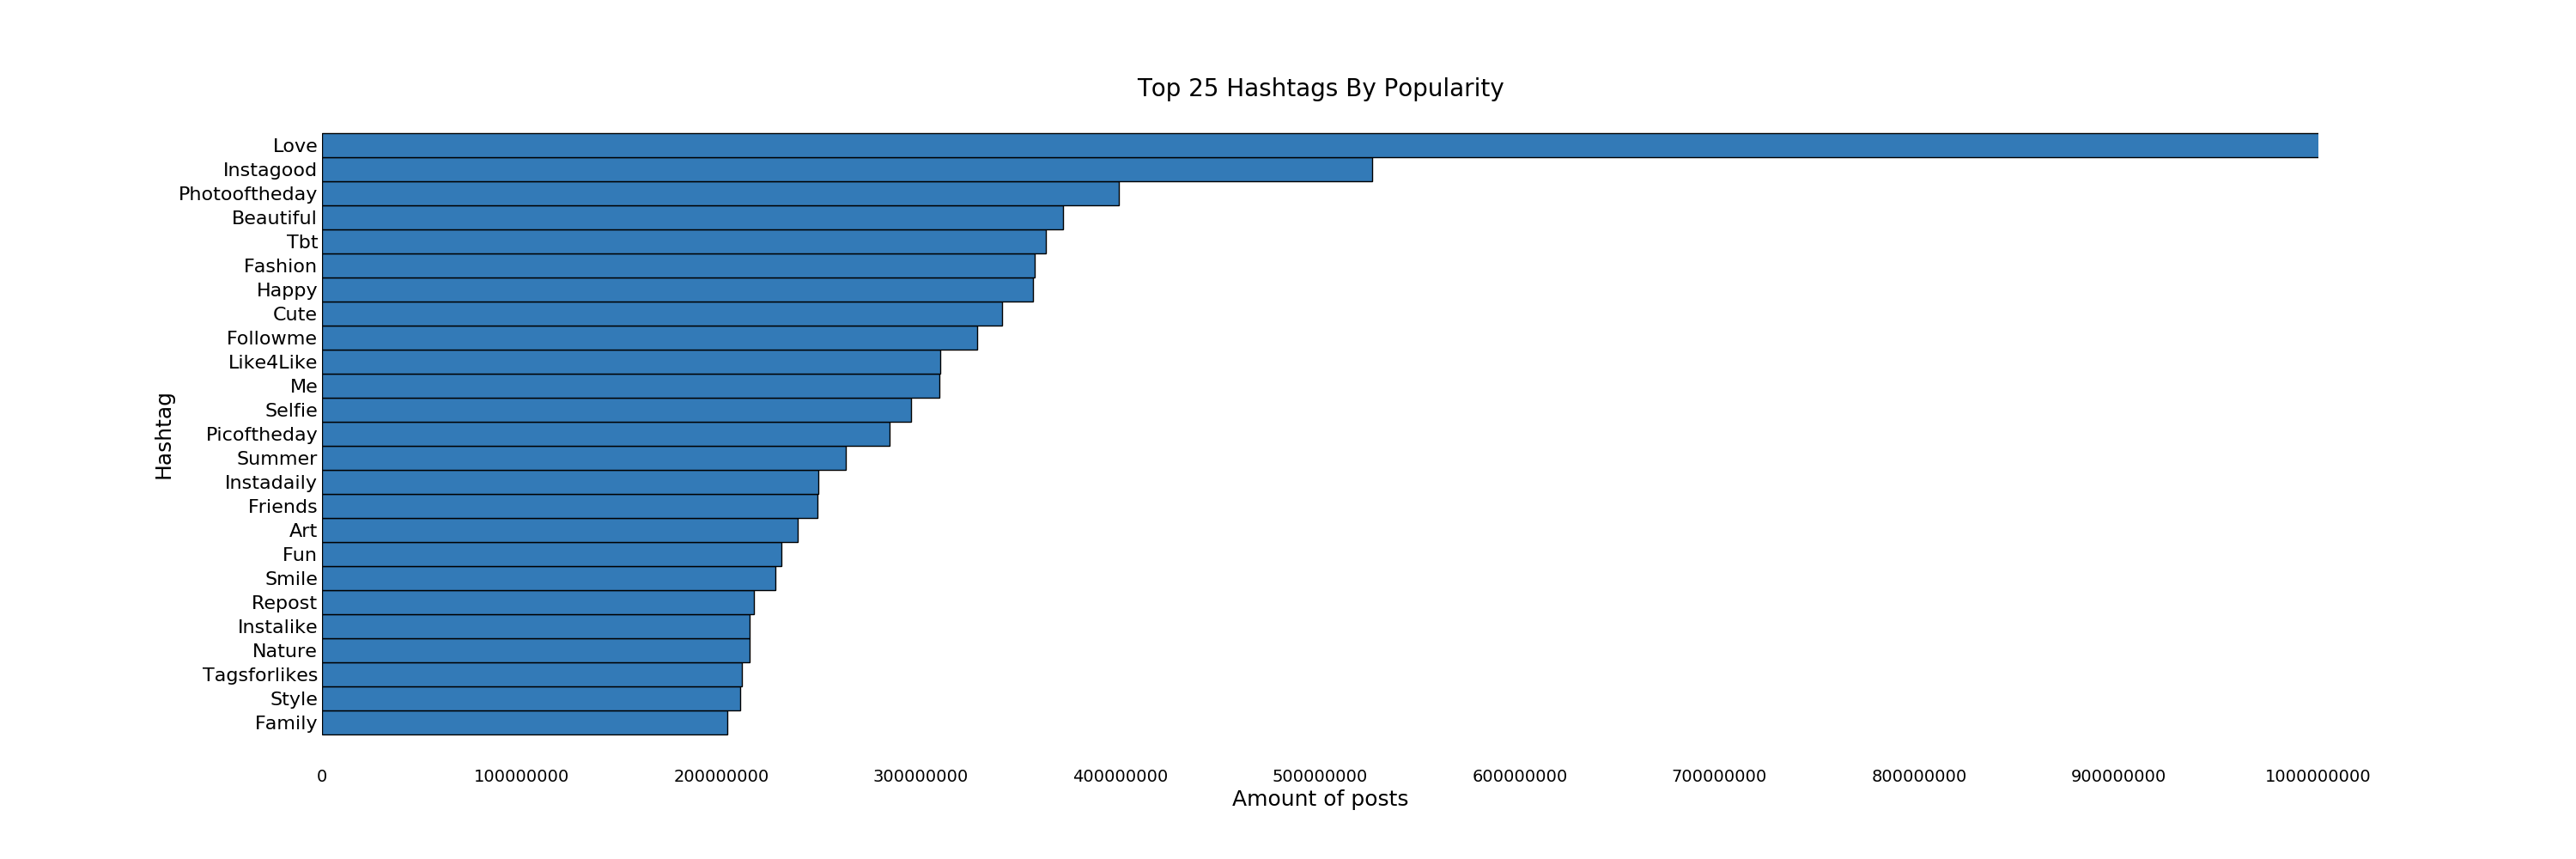 Top 25 Hashtags By Popularity
Hashtag
Love
Instagood
Photooftheday
Beautiful
Tbt
Fashion
Happy
Cute
Followme
Like4Like
Me
Selfie
Picoftheday
Summer
Instadaily
Friends
Art
Fun
Smile
Repost
Instalike
Nature
Tagsforlikes
Style
Family
0 100000000 200000000 300000000 400000000 500000000 600000000 700000000 800000000 900000000 1000000000
Amount of posts